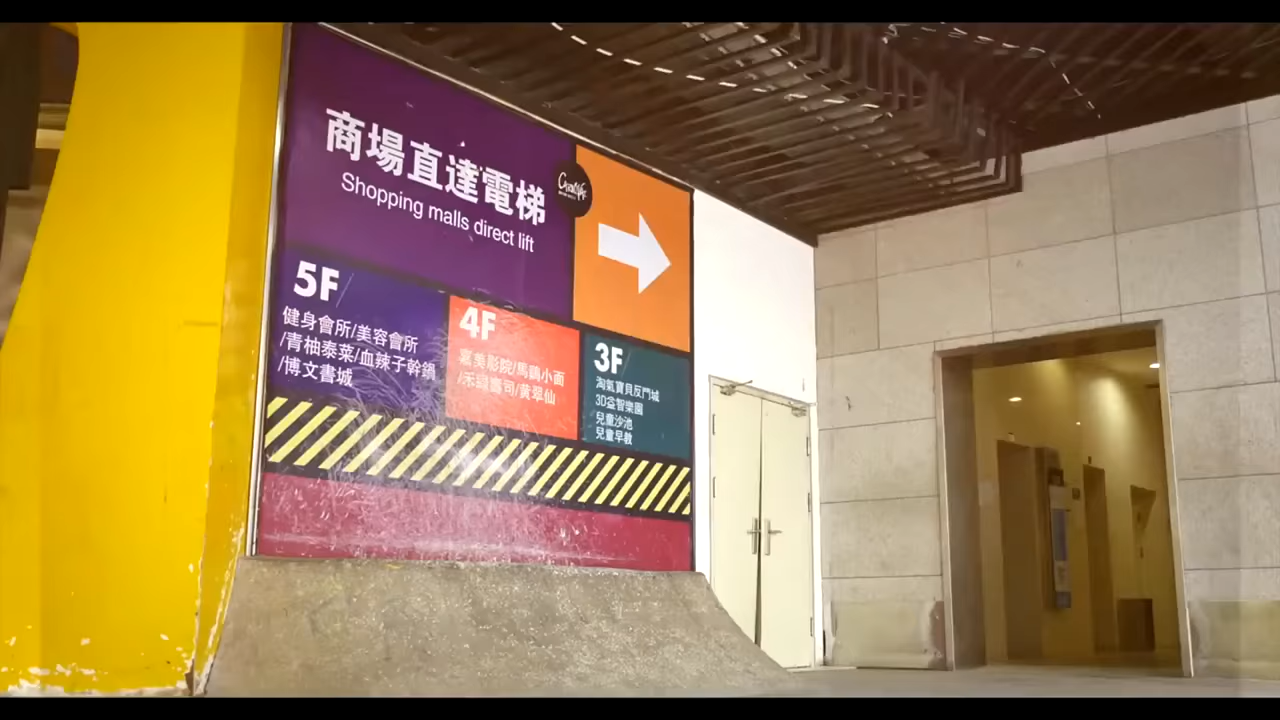 商場直達電梯
Shopping malls direct lift
5F
健身會所/美容會所
/青柚泰菜/血辣子幹鍋
/博文書城
4F
嘉美影院/馬鷗小面
/禾綠壽司/黄翠仙
3F
淘氣寶貝反鬥城
3D益智樂園
兒童沙池
兒童早教